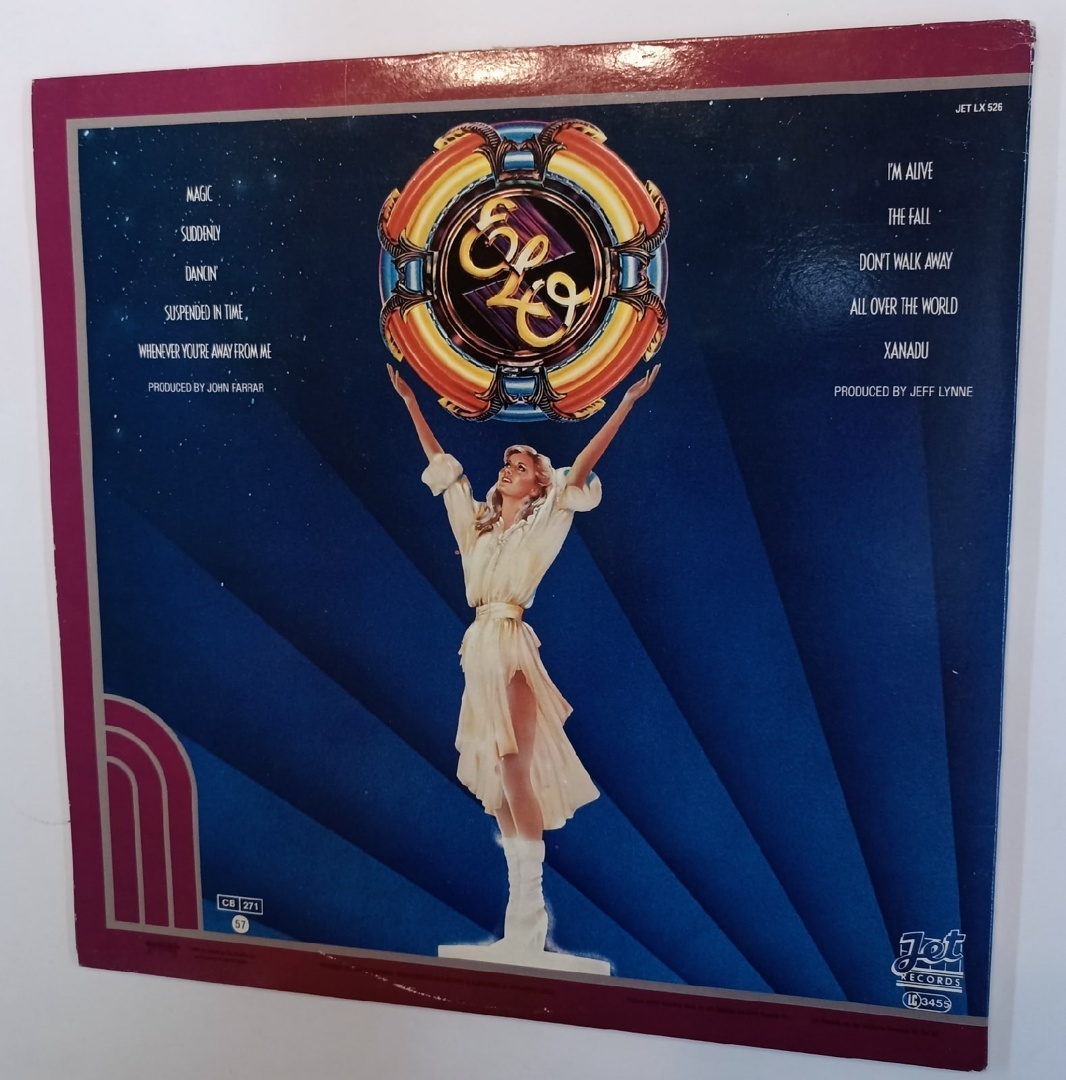 JET LX 526
MAGIC
SUDDENLY
DANCIN'
SUSPENDED IN TIME
WHENEVER YOU'RE AWAY FROM ME
PRODUCED BY JOHN FARRAR
ELO
I'M ALIVE
THE FALL
DON'T WALK AWAY
ALL OVER THE WORLD
XANADU
PRODUCED BY JEFF LYNNE
CB 271
57
Jet
RECORDS
LC 3455